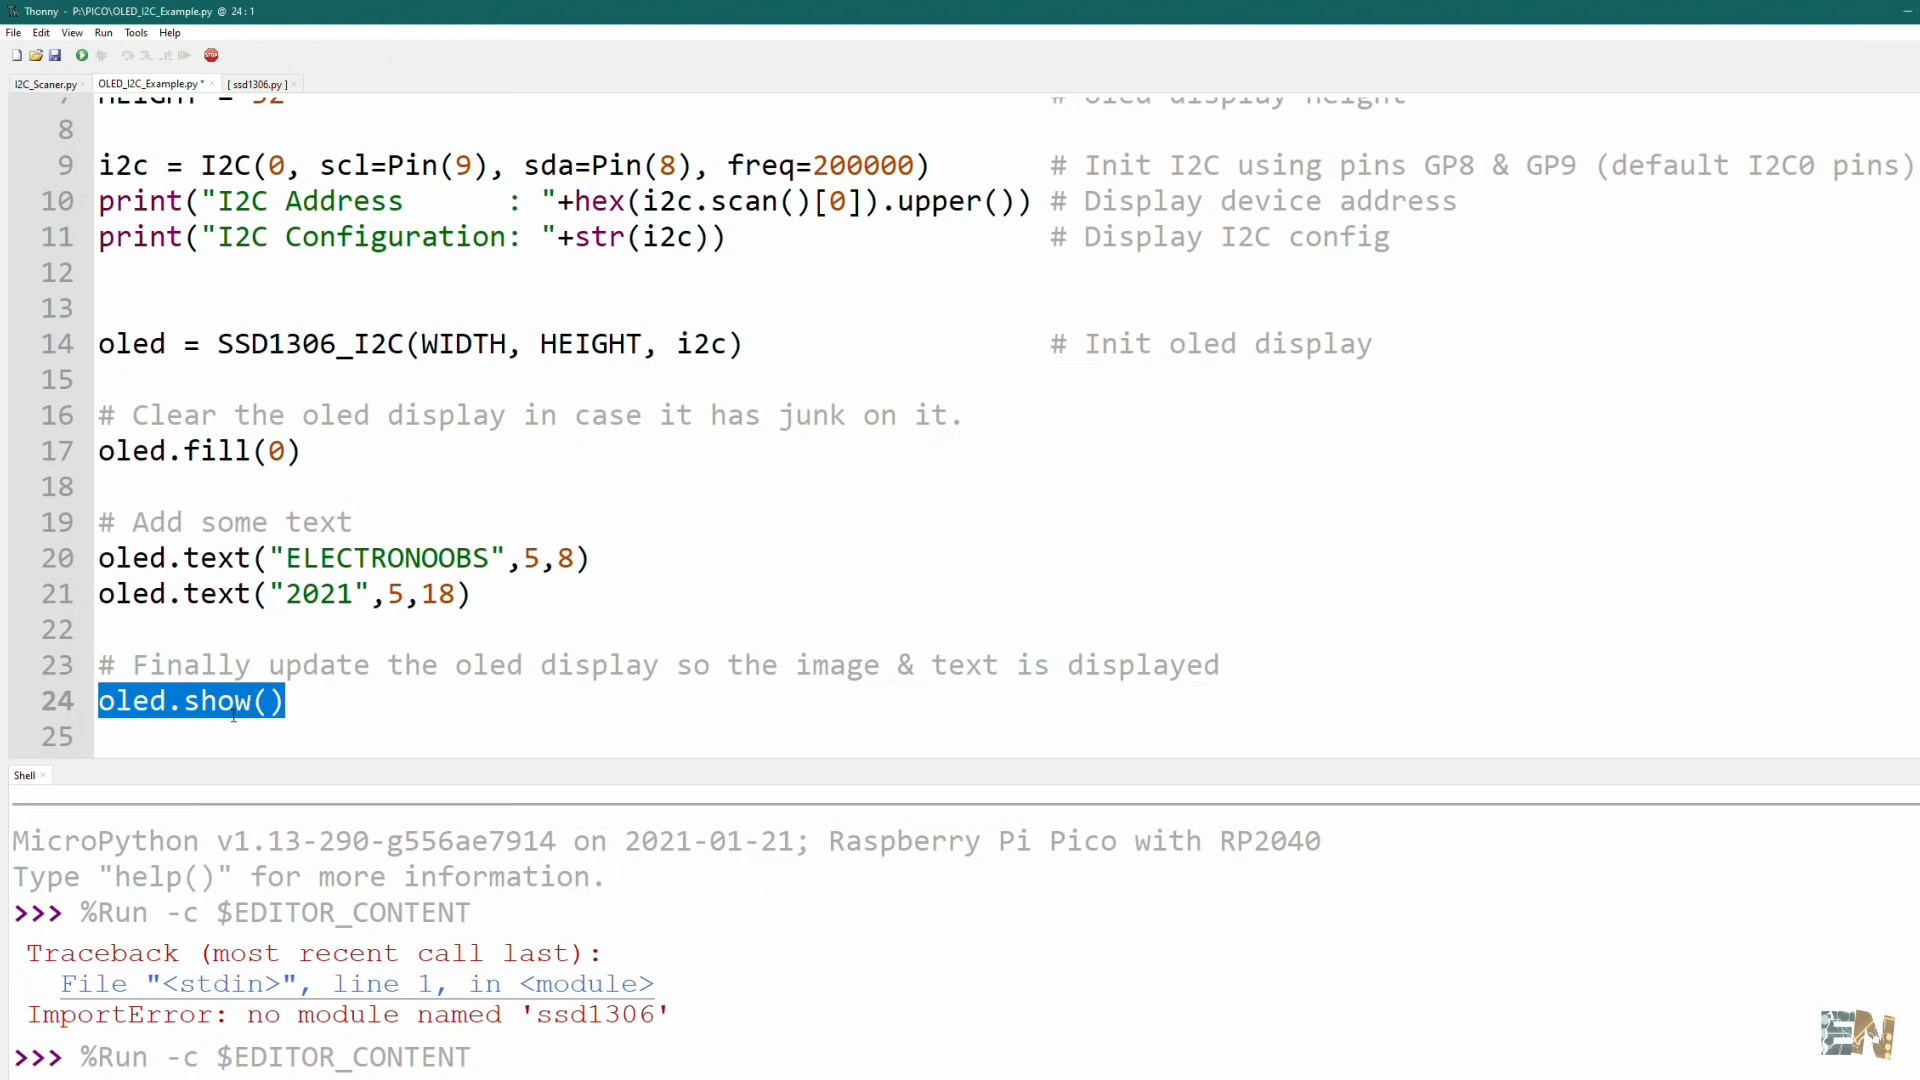 Thonny - P:\PICO\OLED_I2C_Example.py @ 24 : 1
File Edit View Run Tools Help
STOP
I2C_Scaner.py × OLED_I2C_Example.py * × [ ssd1306.py ] ×
7 HEIGHT = 32 # oled display height
8
9 i2c = I2C(0, scl=Pin(9), sda=Pin(8), freq=200000) # Init I2C using pins GP8 & GP9 (default I2C0 pins)
10 print("I2C Address      : "+hex(i2c.scan()[0]).upper()) # Display device address
11 print("I2C Configuration: "+str(i2c)) # Display I2C config
12
13
14 oled = SSD1306_I2C(WIDTH, HEIGHT, i2c) # Init oled display
15
16 # Clear the oled display in case it has junk on it.
17 oled.fill(0)
18
19 # Add some text
20 oled.text("ELECTRONOOBS",5,8)
21 oled.text("2021",5,18)
22
23 # Finally update the oled display so the image & text is displayed
24 oled.show()
25
Shell ×
MicroPython v1.13-290-g556ae7914 on 2021-01-21; Raspberry Pi Pico with RP2040
Type "help()" for more information.
>>> %Run -c $EDITOR_CONTENT
Traceback (most recent call last):
File "<stdin>", line 1, in <module>
ImportError: no module named 'ssd1306'
>>> %Run -c $EDITOR_CONTENT
EN